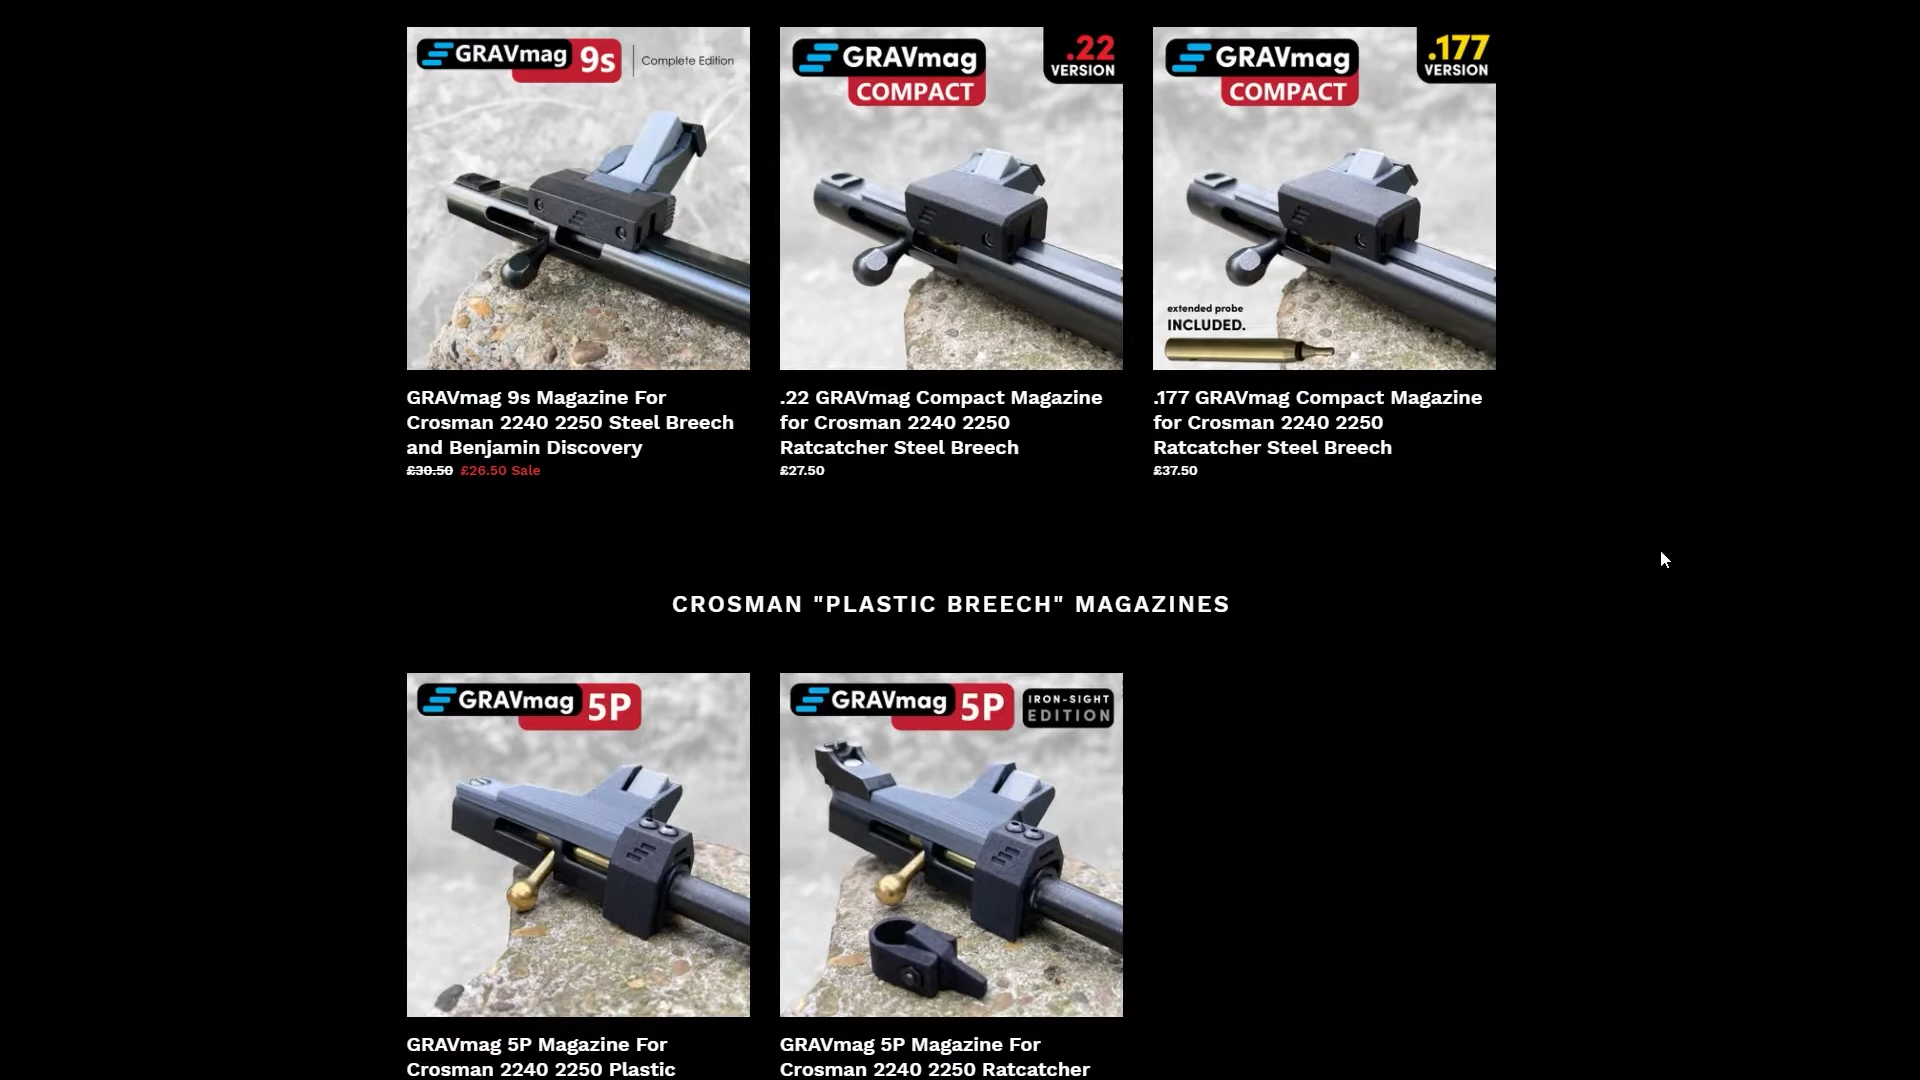 GRAVmag 9s Complete Edition
GRAVmag
COMPACT
.22
VERSION
GRAVmag
COMPACT
.177
VERSION
extended probe
INCLUDED.
GRAVmag 9s Magazine For
Crosman 2240 2250 Steel Breech
and Benjamin Discovery
£30.50 £26.50 Sale
.22 GRAVmag Compact Magazine
for Crosman 2240 2250
Ratcatcher Steel Breech
£27.50
.177 GRAVmag Compact Magazine
for Crosman 2240 2250
Ratcatcher Steel Breech
£37.50
CROSMAN "PLASTIC BREECH" MAGAZINES
GRAVmag 5P
GRAVmag 5P
IRON-SIGHT
EDITION
GRAVmag 5P Magazine For
Crosman 2240 2250 Plastic
GRAVmag 5P Magazine For
Crosman 2240 2250 Ratcatcher